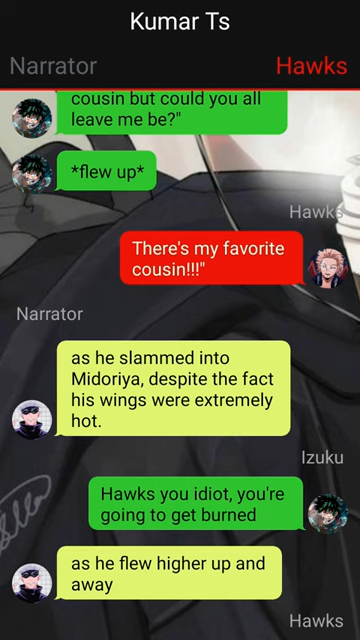 Kumar Ts
Narrator
Hawks
cousin but could you all
leave me be?"
*flew up*
Hawks
There's my favorite
cousin!!!"
Narrator
as he slammed into
Midoriya, despite the fact
his wings were extremely
hot.
Izuku
Hawks you idiot, you're
going to get burned
as he flew higher up and
away
Hawks